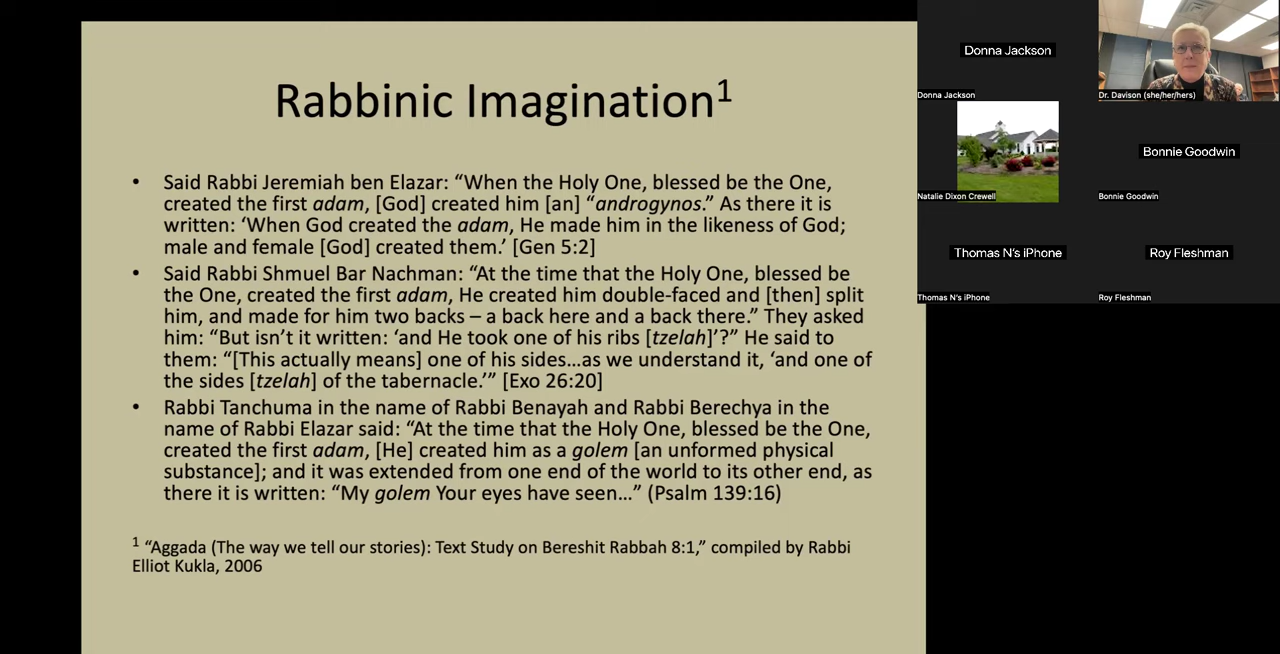 Rabbinic Imagination1
• Said Rabbi Jeremiah ben Elazar: “When the Holy One, blessed be the One,
created the first adam, [God] created him [an] “androgynos.” As there it is
written: ‘When God created the adam, He made him in the likeness of God;
male and female [God] created them.’ [Gen 5:2]
• Said Rabbi Shmuel Bar Nachman: “At the time that the Holy One, blessed be
the One, created the first adam, He created him double-faced and [then] split
him, and made for him two backs – a back here and a back there.” They asked
him: “But isn’t it written: ‘and He took one of his ribs [tzelah]’?” He said to
them: “[This actually means] one of his sides…as we understand it, ‘and one of
the sides [tzelah] of the tabernacle.’” [Exo 26:20]
• Rabbi Tanchuma in the name of Rabbi Benayah and Rabbi Berechya in the
name of Rabbi Elazar said: “At the time that the Holy One, blessed be the One,
created the first adam, [He] created him as a golem [an unformed physical
substance]; and it was extended from one end of the world to its other end, as
there it is written: “My golem Your eyes have seen…” (Psalm 139:16)
1 “Aggada (The way we tell our stories): Text Study on Bereshit Rabbah 8:1,” compiled by Rabbi
Elliot Kukla, 2006
Donna Jackson
Donna Jackson
Dr. Davison (she/her/hers)
Natalie Dixon Crewell
Bonnie Goodwin
Bonnie Goodwin
Thomas N’s iPhone
Thomas N’s iPhone
Roy Fleshman
Roy Fleshman